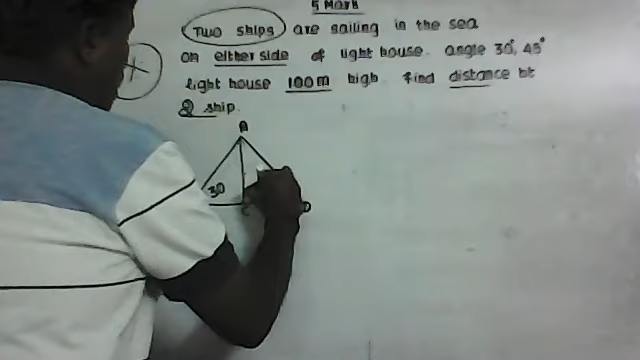 5 Mark
Two ships are sailing in the sea
on either side of light house. angle 30°, 45°
light house 100m high. find distance bt
2 ship.
A
30
D